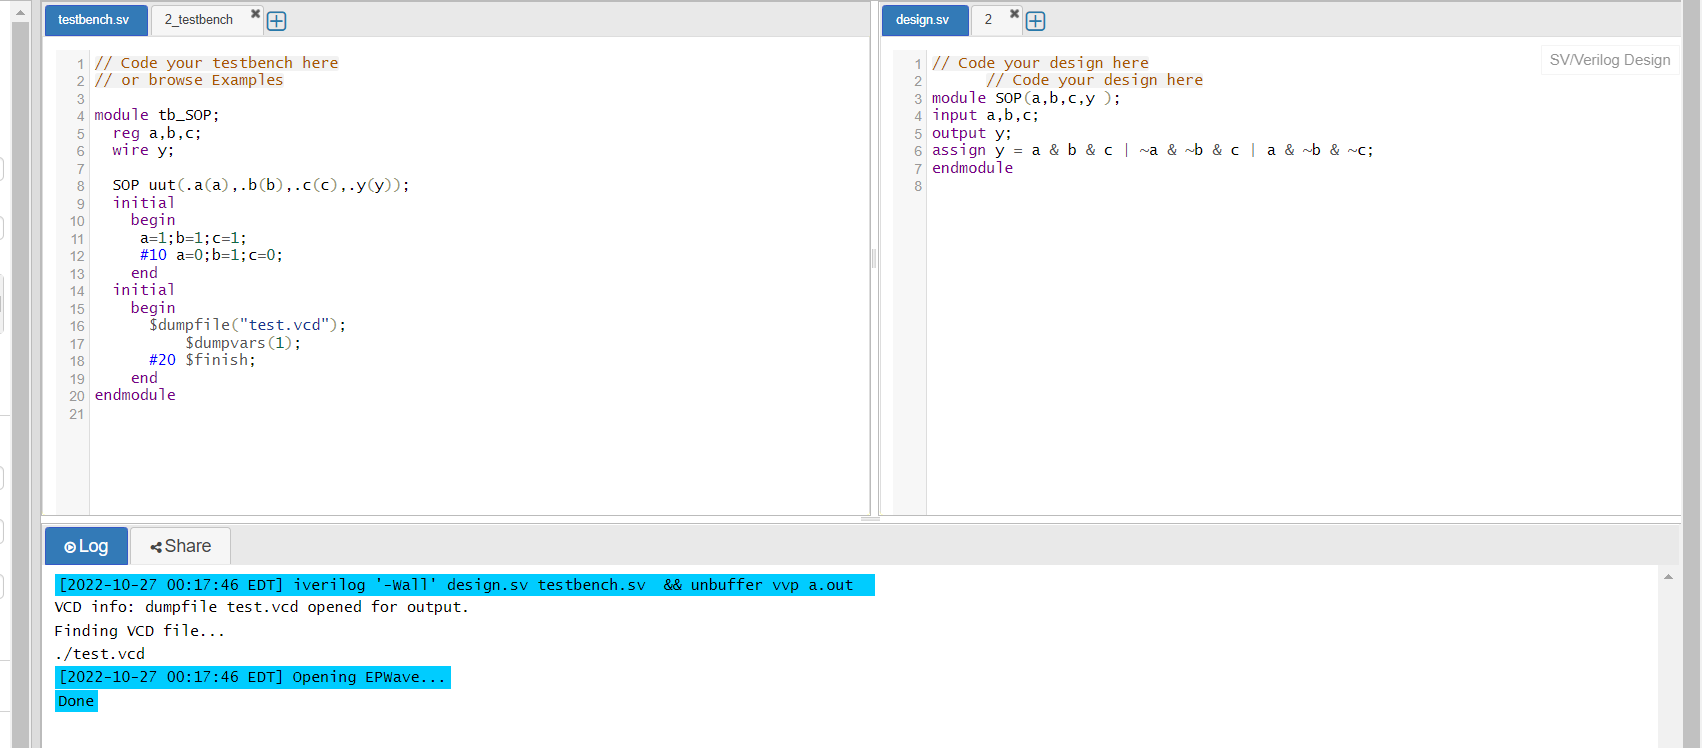 testbench.sv 2_testbench
1 // Code your testbench here
2 // or browse Examples
3
4 module tb_SOP;
5 reg a,b,c;
6 wire y;
7
8 SOP uut(.a(a),.b(b),.c(c),.y(y));
9 initial
10 begin
11 a=1;b=1;c=1;
12 #10 a=0;b=1;c=0;
13 end
14 initial
15 begin
16 $dumpfile("test.vcd");
17 $dumpvars(1);
18 #20 $finish;
19 end
20 endmodule
21
design.sv 2
SV/Verilog Design
1 // Code your design here
2 // Code your design here
3 module SOP(a,b,c,y );
4 input a,b,c;
5 output y;
6 assign y = a & b & c | ~a & ~b & c | a & ~b & ~c;
7 endmodule
8
Log Share
[2022-10-27 00:17:46 EDT] iverilog '-Wall' design.sv testbench.sv && unbuffer vvp a.out
VCD info: dumpfile test.vcd opened for output.
Finding VCD file...
./test.vcd
[2022-10-27 00:17:46 EDT] Opening EPWave...
Done